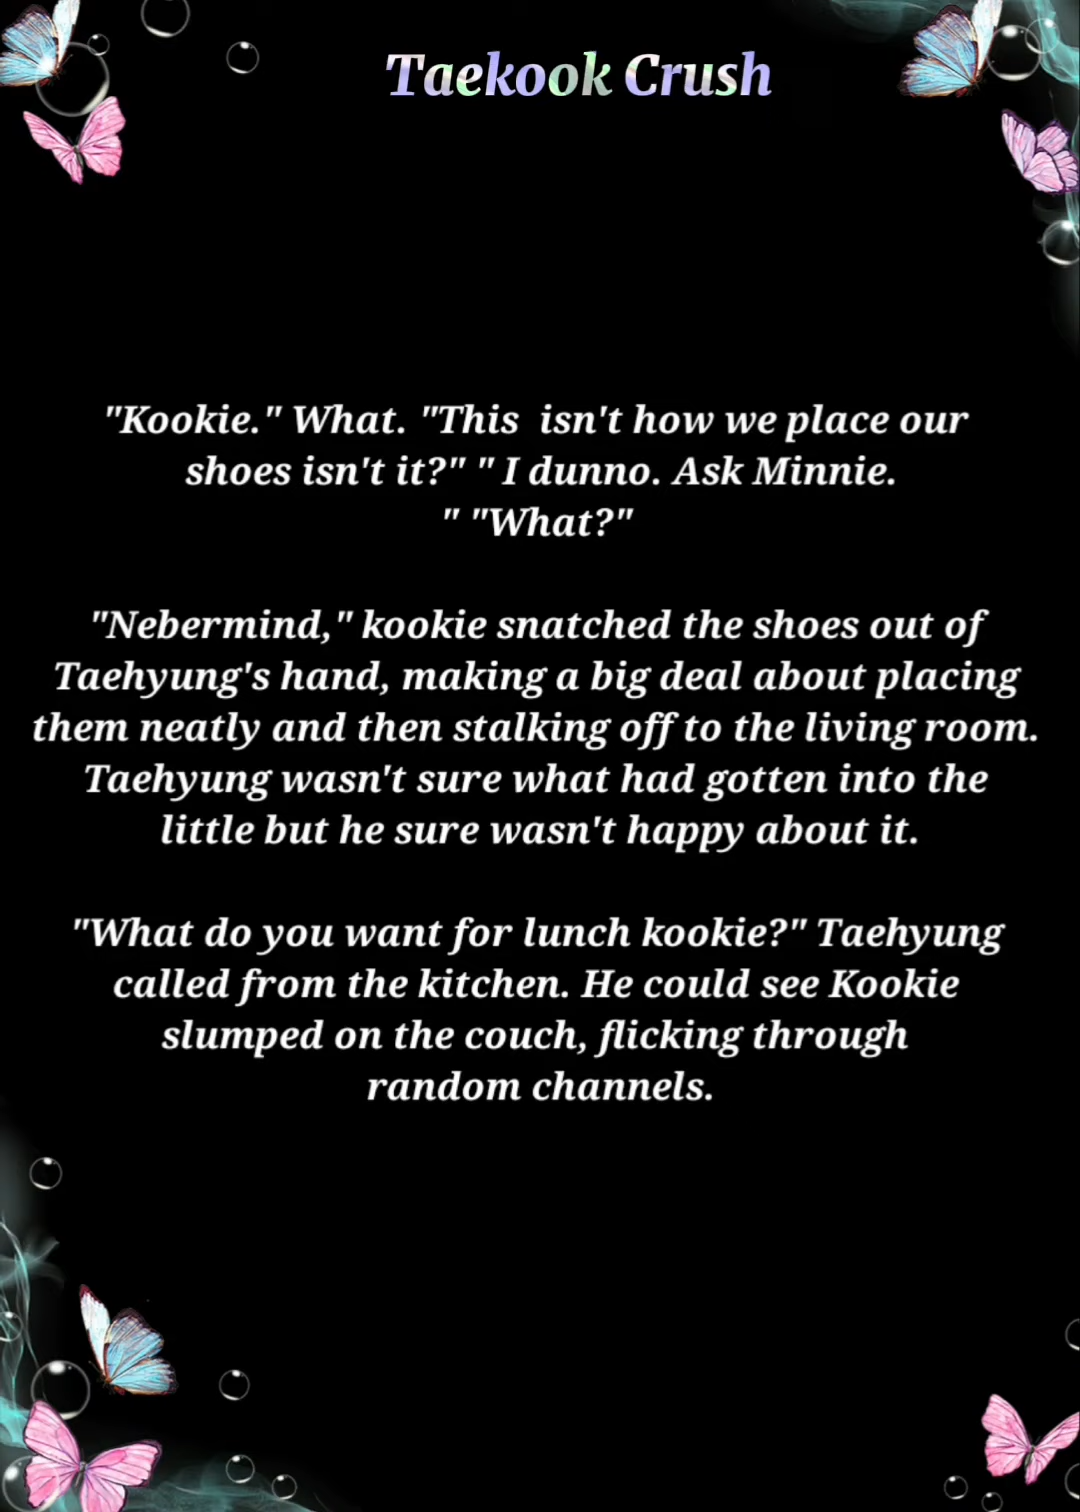 Taekook Crush
"Kookie." What. "This  isn't how we place our
shoes isn't it?" " I dunno. Ask Minnie.
" "What?"
"Nebermind," kookie snatched the shoes out of
Taehyung's hand, making a big deal about placing
them neatly and then stalking off to the living room.
Taehyung wasn't sure what had gotten into the
little but he sure wasn't happy about it.
"What do you want for lunch kookie?" Taehyung
called from the kitchen. He could see Kookie
slumped on the couch, flicking through
random channels.